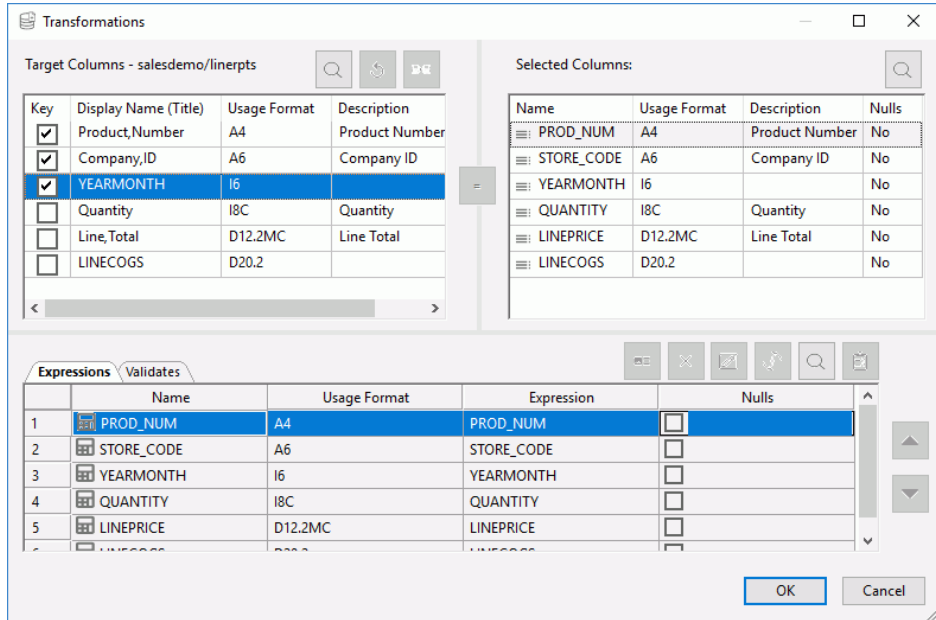 Transformations
Target Columns - salesdemo/linerpts
Key Display Name (Title) Usage Format Description
Product,Number A4 Product Number
Company,ID A6 Company ID
YEARMONTH I6
Quantity I8C Quantity
Line,Total D12.2MC Line Total
LINECOGS D20.2
=
Selected Columns:
Name Usage Format Description Nulls
PROD_NUM A4 Product Number No
STORE_CODE A6 Company ID No
YEARMONTH I6 No
QUANTITY I8C Quantity No
LINEPRICE D12.2MC Line Total No
LINECOGS D20.2 No
Expressions Validates
Name Usage Format Expression Nulls
1 PROD_NUM A4 PROD_NUM
2 STORE_CODE A6 STORE_CODE
3 YEARMONTH I6 YEARMONTH
4 QUANTITY I8C QUANTITY
5 LINEPRICE D12.2MC LINEPRICE
OK Cancel